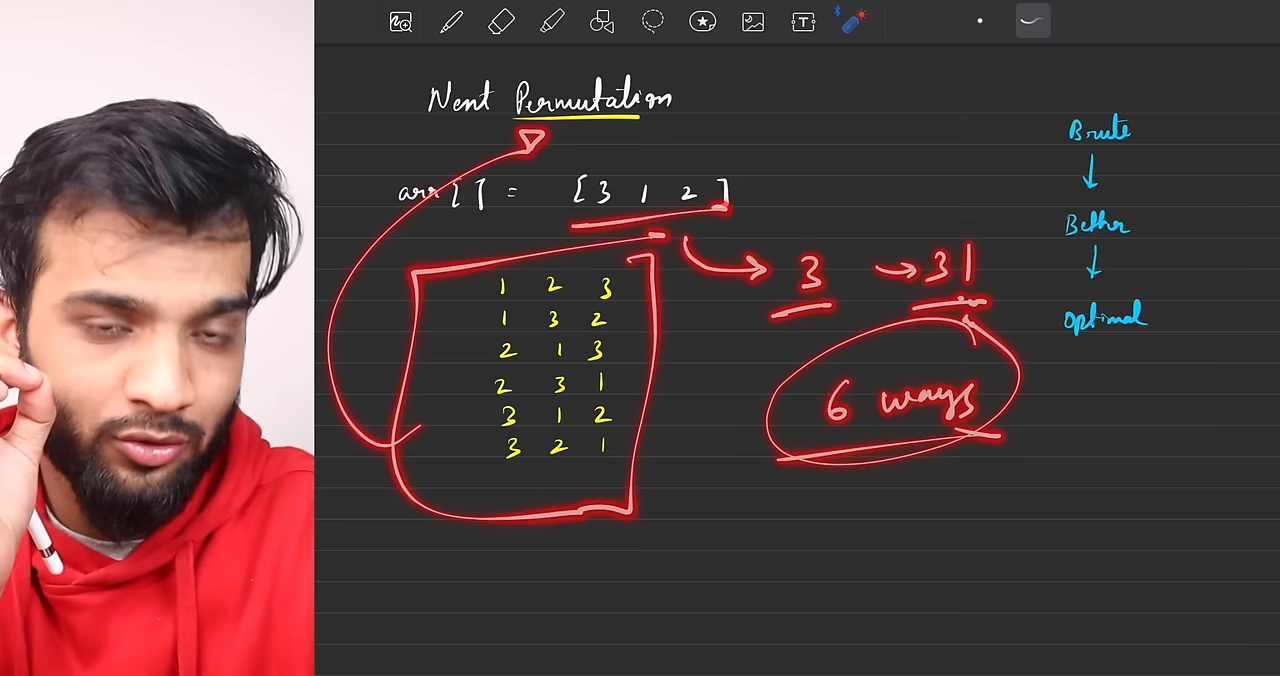 Next Permutation
arr[] = [3 1 2]
1 2 3
1 3 2
2 1 3
2 3 1
3 1 2
3 2 1
3 → 31
6 ways
Brute
↓
Better
↓
Optimal
T